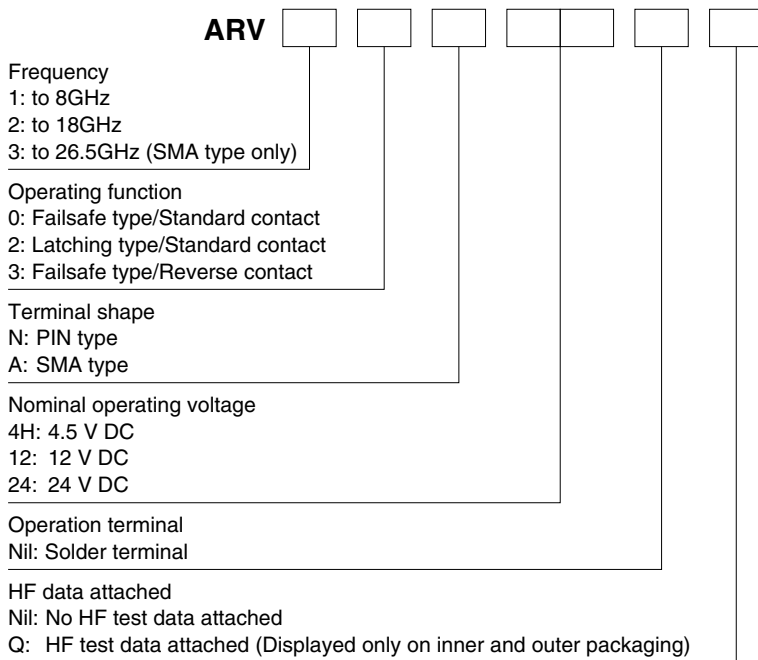 ARV
Frequency
1: to 8GHz
2: to 18GHz
3: to 26.5GHz (SMA type only)
Operating function
0: Failsafe type/Standard contact
2: Latching type/Standard contact
3: Failsafe type/Reverse contact
Terminal shape
N: PIN type
A: SMA type
Nominal operating voltage
4H: 4.5 V DC
12: 12 V DC
24: 24 V DC
Operation terminal
Nil: Solder terminal
HF data attached
Nil: No HF test data attached
Q: HF test data attached (Displayed only on inner and outer packaging)